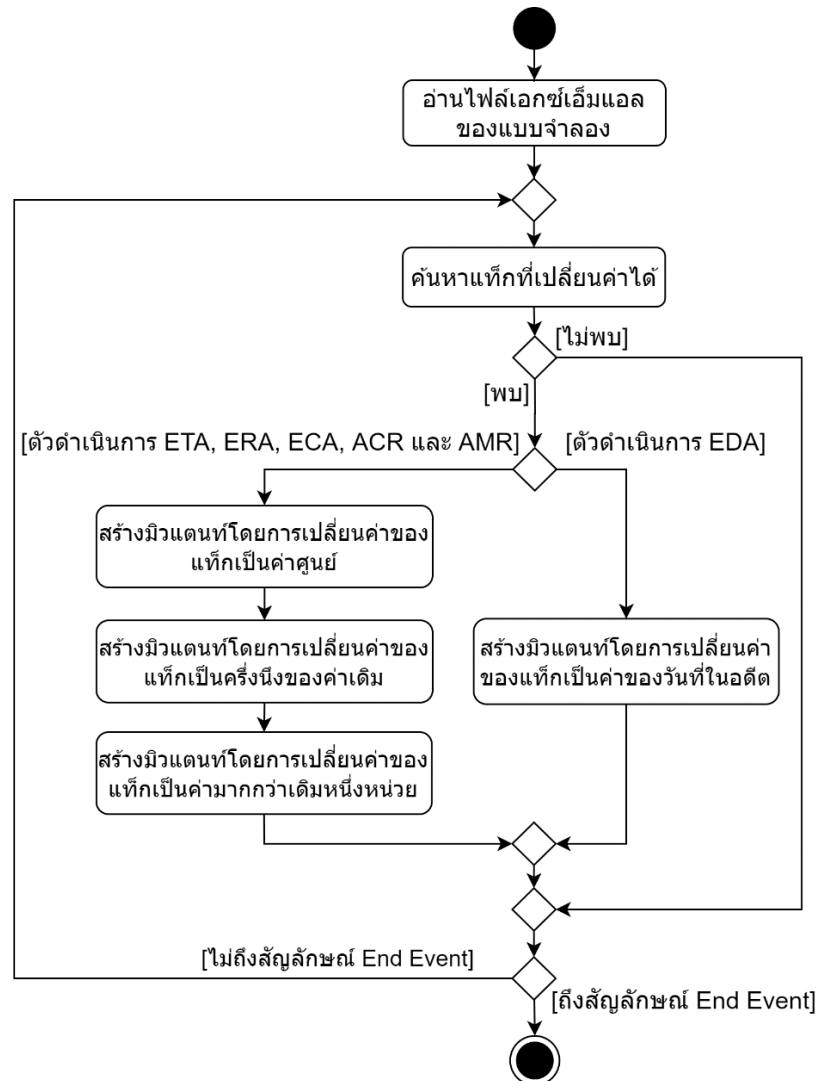 อ่านไฟล์เอกซ์เอ็มแอล
ของแบบจำลอง
ค้นหาแท็กที่เปลี่ยนค่าได้
[ไม่พบ]
[พบ]
[ตัวดำเนินการ ETA, ERA, ECA, ACR และ AMR]
[ตัวดำเนินการ EDA]
สร้างมิวแตนท์โดยการเปลี่ยนค่าของ
แท็กเป็นค่าศูนย์
สร้างมิวแตนท์โดยการเปลี่ยนค่าของ
แท็กเป็นครึ่งนึงของค่าเดิม
สร้างมิวแตนท์โดยการเปลี่ยนค่า
ของแท็กเป็นค่าของวันที่ในอดีต
สร้างมิวแตนท์โดยการเปลี่ยนค่าของ
แท็กเป็นค่ามากกว่าเดิมหนึ่งหน่วย
[ไม่ถึงสัญลักษณ์ End Event]
[ถึงสัญลักษณ์ End Event]